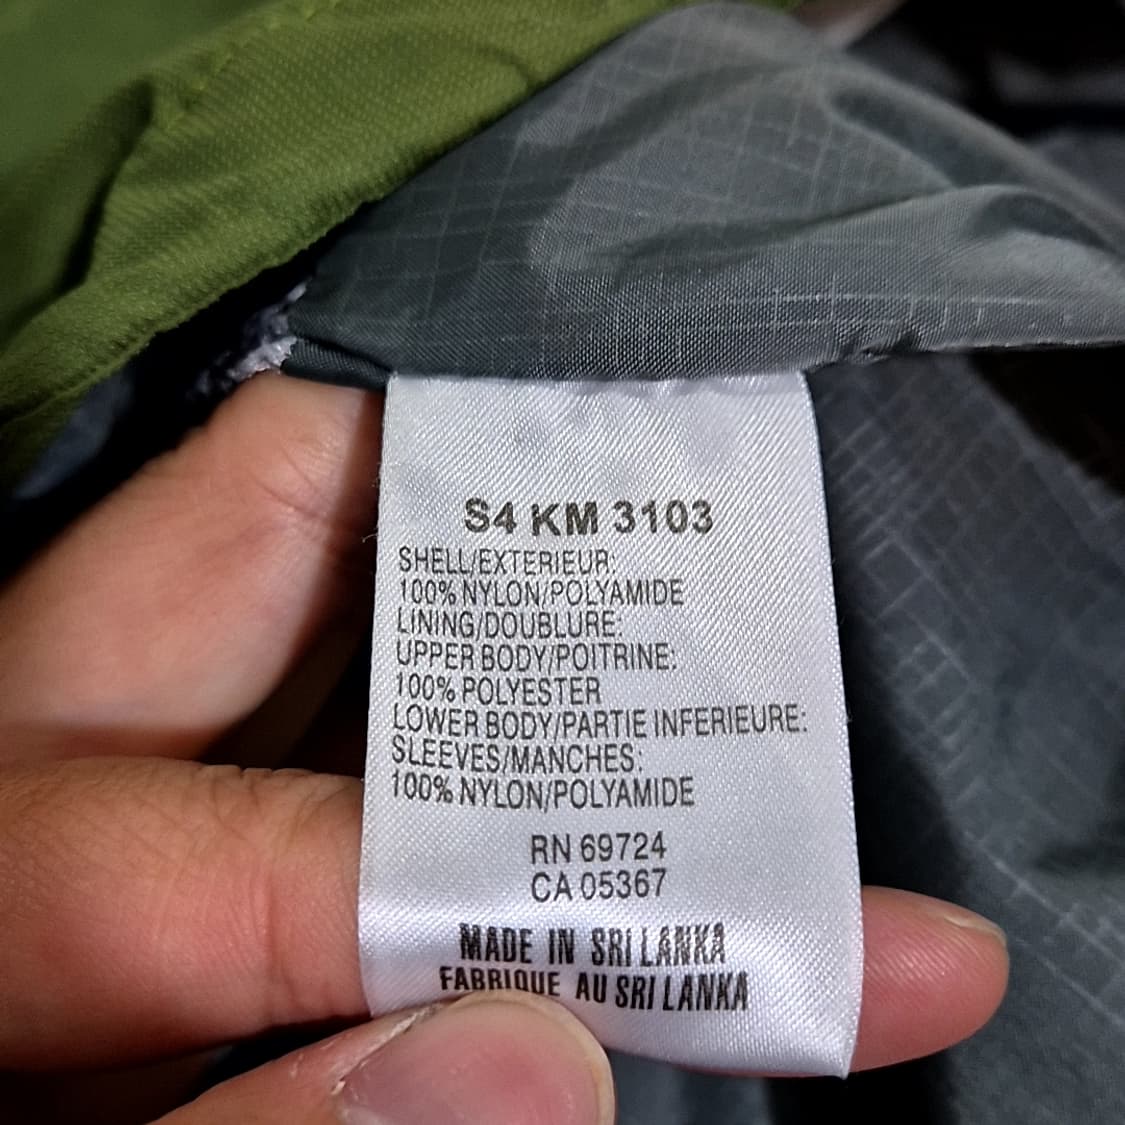 S4 KM 3103
SHELL/EXTERIEUR:
100% NYLON/POLYAMIDE
LINING/DOUBLURE:
UPPER BODY/POITRINE:
100% POLYESTER
LOWER BODY/PARTIE INFERIEURE:
SLEEVES/MANCHES:
100% NYLON/POLYAMIDE
RN 69724
CA 05367
MADE IN SRI LANKA
FABRIQUE AU SRI LANKA